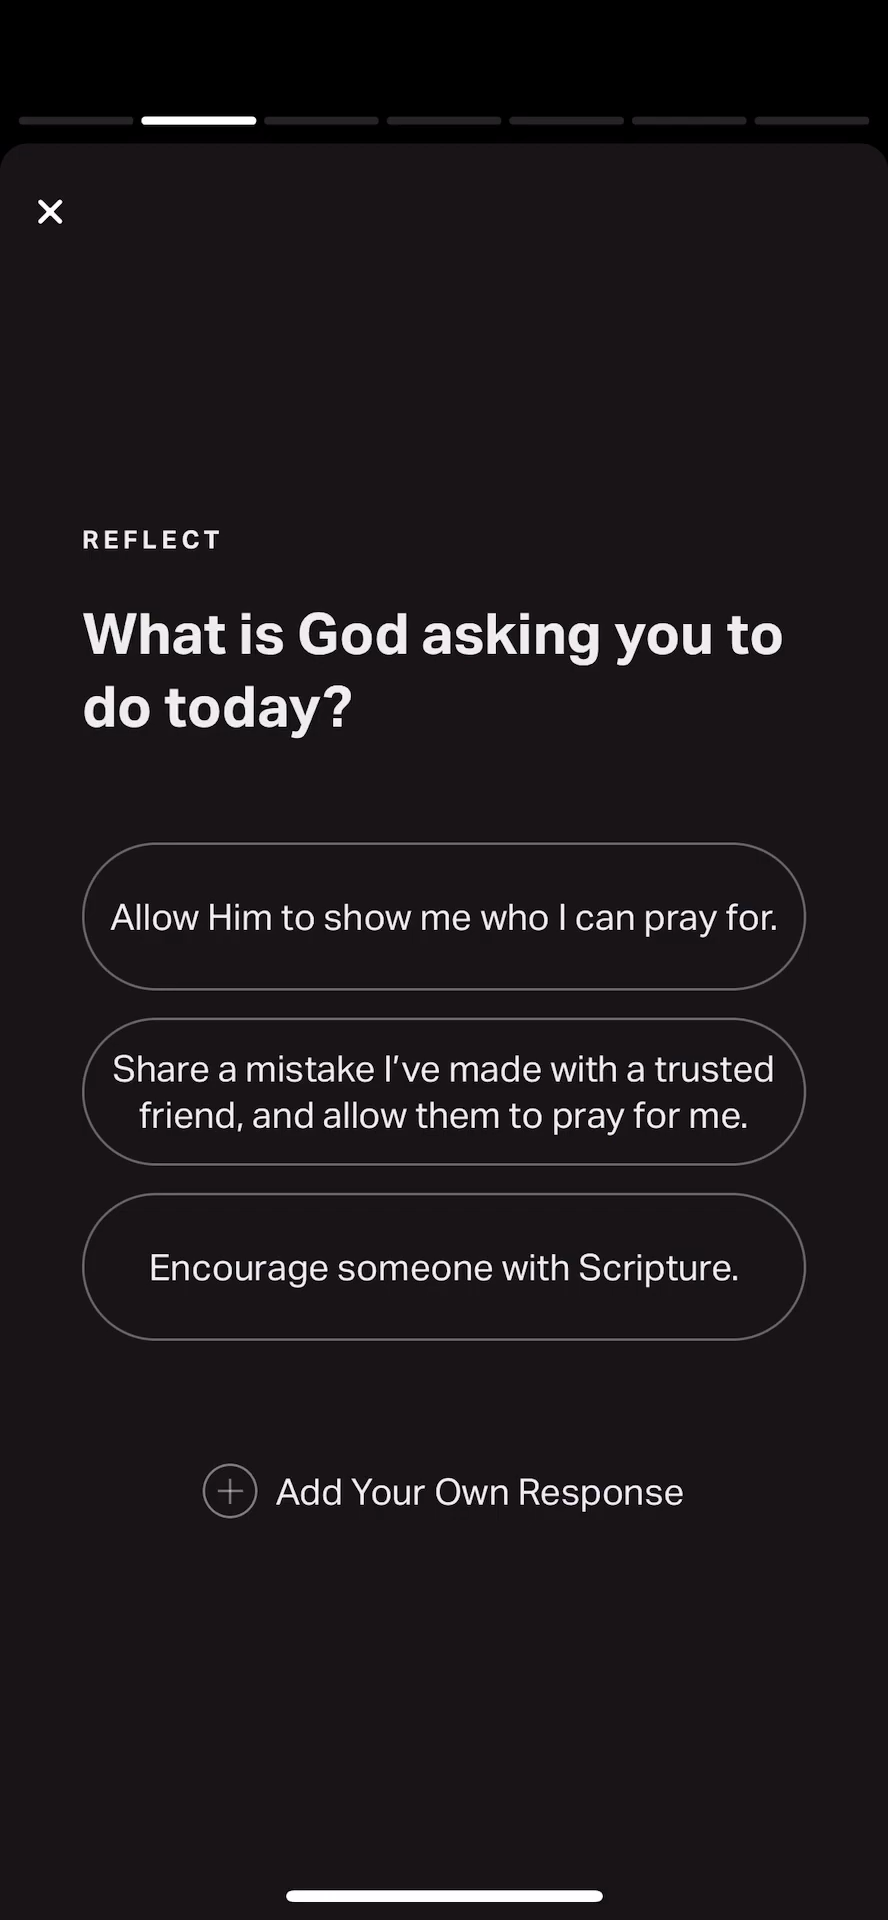 REFLECT
What is God asking you to
do today?
Allow Him to show me who I can pray for.
Share a mistake I've made with a trusted
friend, and allow them to pray for me.
Encourage someone with Scripture.
Add Your Own Response